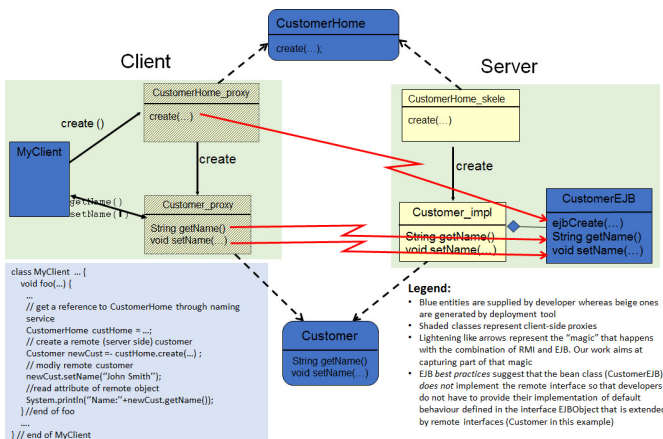 CustomerHome
create(…);
Client
Server
CustomerHome_proxy
create(…)
CustomerHome_skele
create(…)
create ()
MyClient
create
create
getName()
setName()
Customer_proxy
String getName()
void setName(…)
Customer_impl
String getName()
void setName(…)
CustomerEJB
ejbCreate(…)
String getName()
void setName(…)
class MyClient … {
void foo(…) {
…
// get a reference to CustomerHome through naming
service
CustomerHome custHome = …;
// create a remote (server side) customer
Customer newCust =- custHome.create(…) ;
// modiy remote customer
newCust.setName("John Smith");
//read attribute of remote object
System.println("Name:"+newCust.getName());
} //end of foo
….
} // end of MyClient
Customer
String getName()
void setName(…)
Legend:
• Blue entities are supplied by developer whereas beige ones
are generated by deployment tool
• Shaded classes represent client-side proxies
• Lightening like arrows represent the "magic" that happens
with the combination of RMI and EJB. Our work aims at
capturing part of that magic
• EJB best practices suggest that the bean class (CustomerEJB)
does not implement the remote interface so that developers
do not have to provide their implementation of default
behaviour defined in the interface EJBObject that is extended
by remote interfaces (Customer in this example)